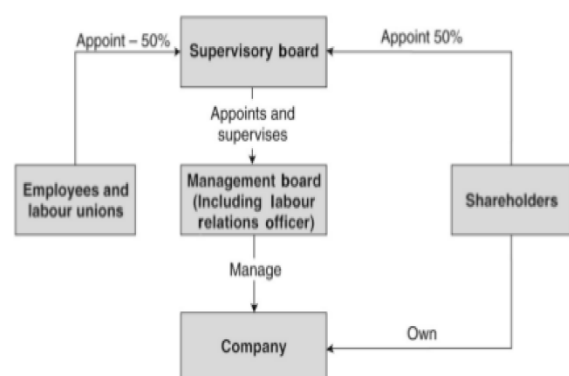 Appoint – 50%
Appoint 50%
Supervisory board
Appoints and
supervises
Employees and
labour unions
Management board
(Including labour
relations officer)
Shareholders
Manage
Own
Company